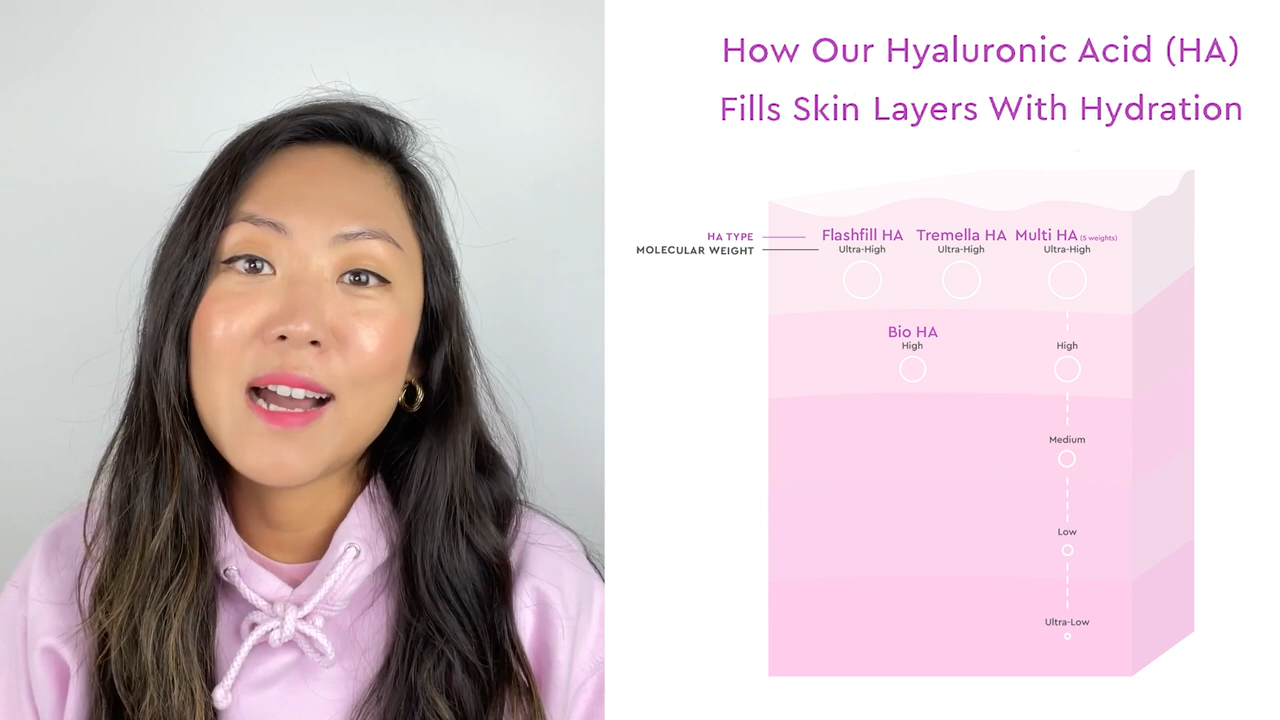 How Our Hyaluronic Acid (HA)
Fills Skin Layers With Hydration
HA TYPE
MOLECULAR WEIGHT
Flashfill HA
Ultra-High
Tremella HA
Ultra-High
Multi HA (5 weights)
Ultra-High
Bio HA
High
High
Medium
Low
Ultra-Low